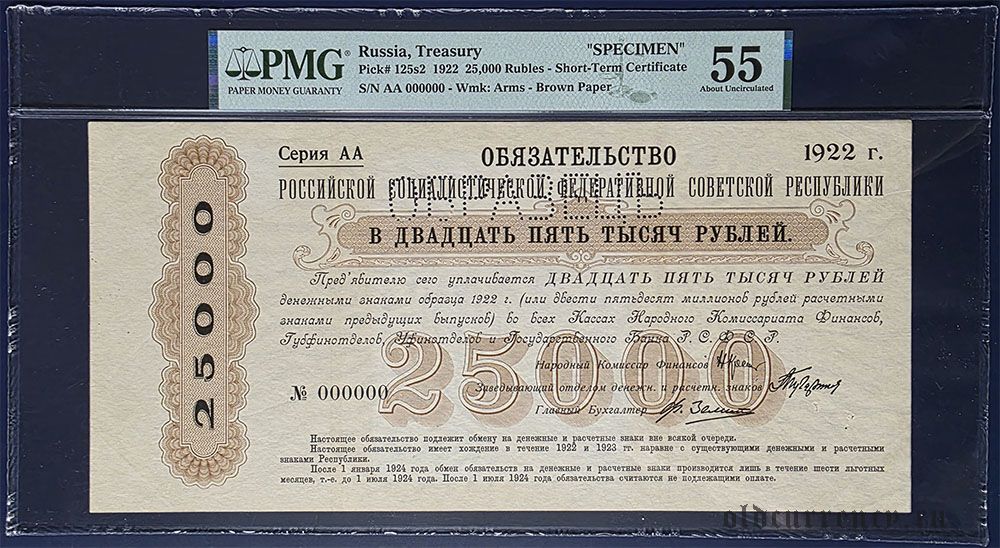 PMG
PAPER MONEY GUARANTY
Russia, Treasury "SPECIMEN"
Pick# 125s2 1922 25,000 Rubles - Short-Term Certificate
S/N AA 000000 - Wmk: Arms - Brown Paper
55
About Uncirculated
Серия АА
ОБЯЗАТЕЛЬСТВО
1922 г.
РОССИЙСКОЙ СОЦИАЛИСТИЧЕСКОЙ ФЕДЕРАТИВНОЙ СОВЕТСКОЙ РЕСПУБЛИКИ
ОБРАЗЕЦЪ
В ДВАДЦАТЬ ПЯТЬ ТЫСЯЧ РУБЛЕЙ.
25000
Пред'явителю сего уплачивается ДВАДЦАТЬ ПЯТЬ ТЫСЯЧ РУБЛЕЙ
денежными знаками образца 1922 г. (или двести пятьдесят миллионов рублей расчетными
знаками предыдущих выпусков) во всех Кассах Народного Комиссариата Финансов,
Губфинотделов, Уфинотделов и Государственного Банка Р. С. Ф. С. Р.
25000
Народный Комиссар Финансов
№ 000000
Заведывающий отделом денежн. и расчетн. знаков
Главный Бухгалтер
Настоящее обязательство подлежит обмену на денежные и расчетные знаки вне всякой очереди.
Настоящее обязательство имеет хождение в течение 1922 и 1923 гг. наравне с существующими денежными и расчетными
знаками Республики.
После 1 января 1924 года обмен обязательств на денежные и расчетные знаки производится лишь в течение шести льготных
месяцев, т.-е. до 1 июля 1924 года. После 1 июля 1924 года обязательства считаются не подлежащими оплате.
oldcurrency.ru